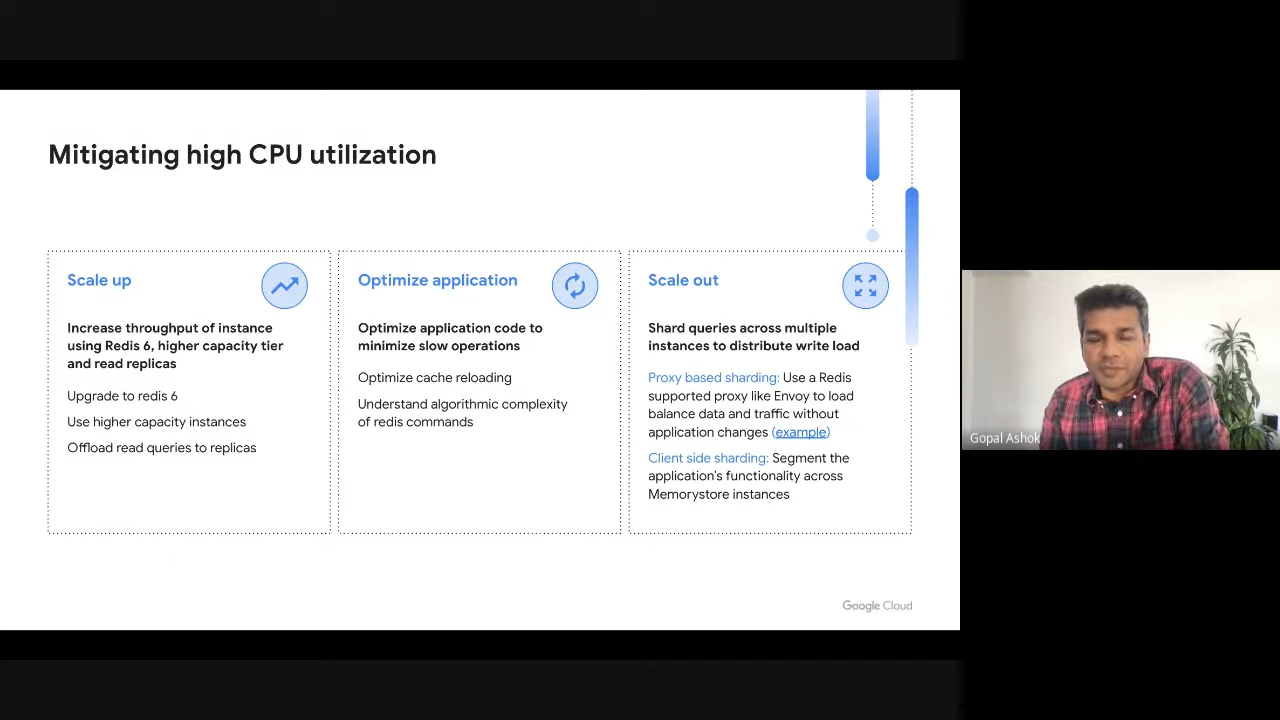 Mitigating high CPU utilization
Scale up
Increase throughput of instance
using Redis 6, higher capacity tier
and read replicas
Upgrade to redis 6
Use higher capacity instances
Offload read queries to replicas
Optimize application
Optimize application code to
minimize slow operations
Optimize cache reloading
Understand algorithmic complexity
of redis commands
Scale out
Shard queries across multiple
instances to distribute write load
Proxy based sharding: Use a Redis
supported proxy like Envoy to load
balance data and traffic without
application changes (example)
Client side sharding: Segment the
application's functionality across
Memorystore instances
Google Cloud
Gopal Ashok